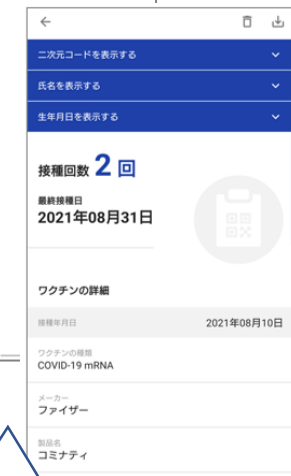 二次元コードを表示する
氏名を表示する
生年月日を表示する
接種回数 2 回
最終接種日
2021年08月31日
ワクチンの詳細
接種年月日 2021年08月10日
ワクチンの種類
COVID-19 mRNA
メーカー
ファイザー
製品名
コミナティ